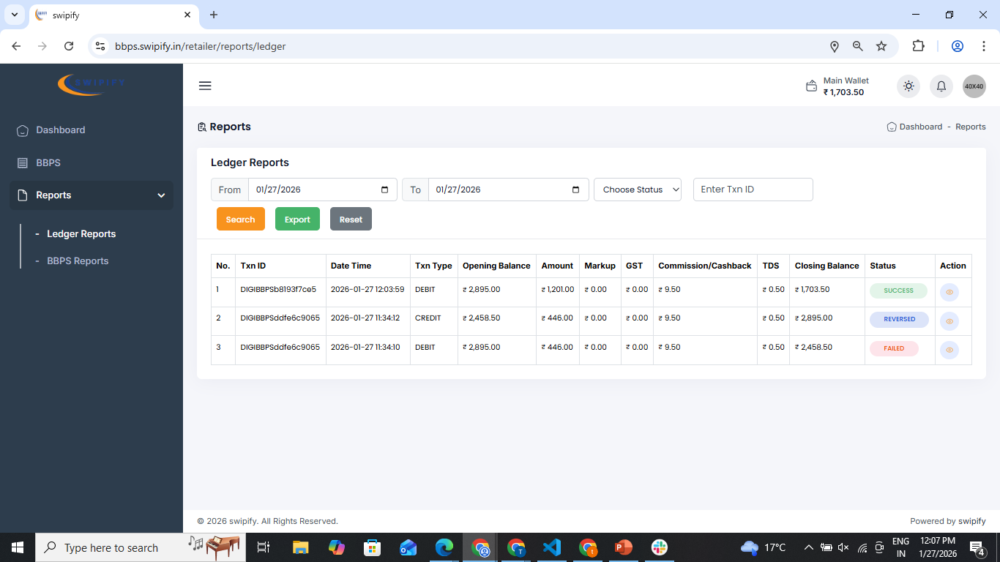 swipify
bbps.swipify.in/retailer/reports/ledger
SWIPIFY
Main Wallet
₹ 1,703.50
40X40
Dashboard
BBPS
Reports
- Ledger Reports
- BBPS Reports
Reports
Dashboard - Reports
Ledger Reports
From 01/27/2026 To 01/27/2026 Choose Status Enter Txn ID
Search Export Reset
No. Txn ID Date Time Txn Type Opening Balance Amount Markup GST Commission/Cashback TDS Closing Balance Status Action
1 DIGIBBPSb8193f7ce5 2026-01-27 12:03:59 DEBIT ₹ 2,895.00 ₹ 1,201.00 ₹ 0.00 ₹ 0.00 ₹ 9.50 ₹ 0.50 ₹ 1,703.50 SUCCESS
2 DIGIBBPSddfe6c9065 2026-01-27 11:34:12 CREDIT ₹ 2,458.50 ₹ 446.00 ₹ 0.00 ₹ 0.00 ₹ 9.50 ₹ 0.50 ₹ 2,895.00 REVERSED
3 DIGIBBPSddfe6c9065 2026-01-27 11:34:10 DEBIT ₹ 2,895.00 ₹ 446.00 ₹ 0.00 ₹ 0.00 ₹ 9.50 ₹ 0.50 ₹ 2,458.50 FAILED
© 2026 swipify. All Rights Reserved.
Powered by swipify
Type here to search
17°C
ENG
IN
12:07 PM
1/27/2026
4